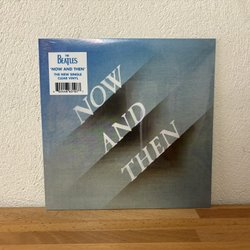 THE
BEATLES
'NOW AND THEN'
THE NEW SINGLE
CLEAR VINYL
NOW
AND
THEN